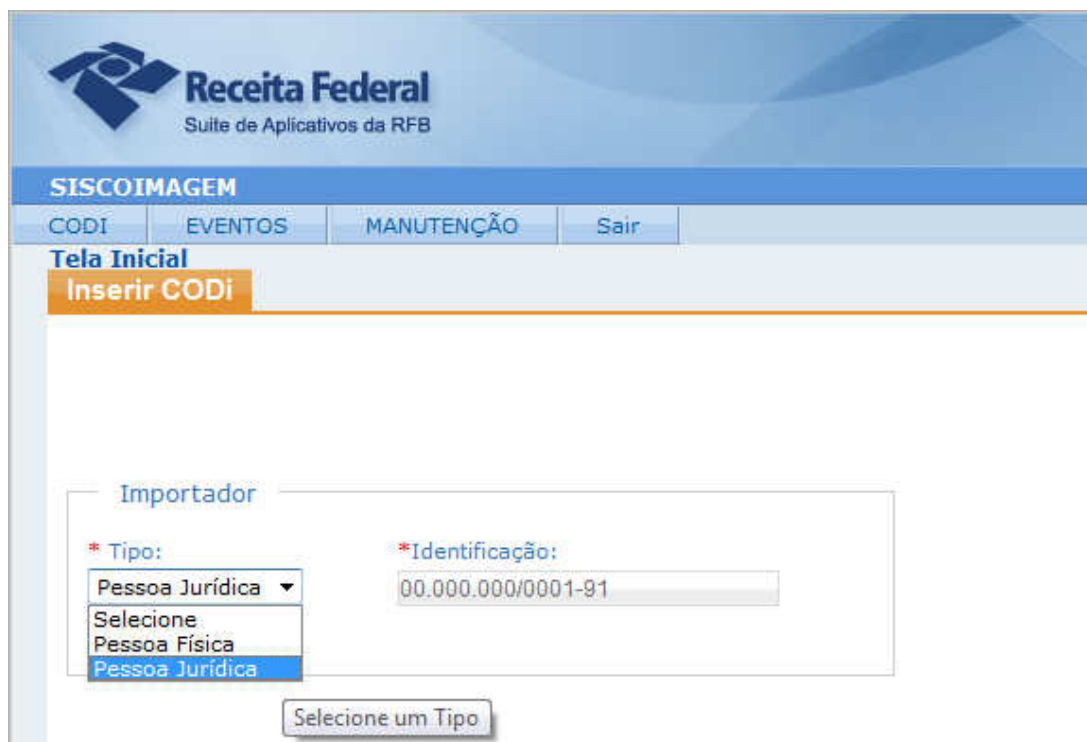 Receita Federal
Suite de Aplicativos da RFB
SISCOIMAGEM
CODI EVENTOS MANUTENÇÃO Sair
Tela Inicial
Inserir CODi
Importador
* Tipo: *Identificação:
Pessoa Jurídica 00.000.000/0001-91
Selecione
Pessoa Física
Pessoa Jurídica
Selecione um Tipo